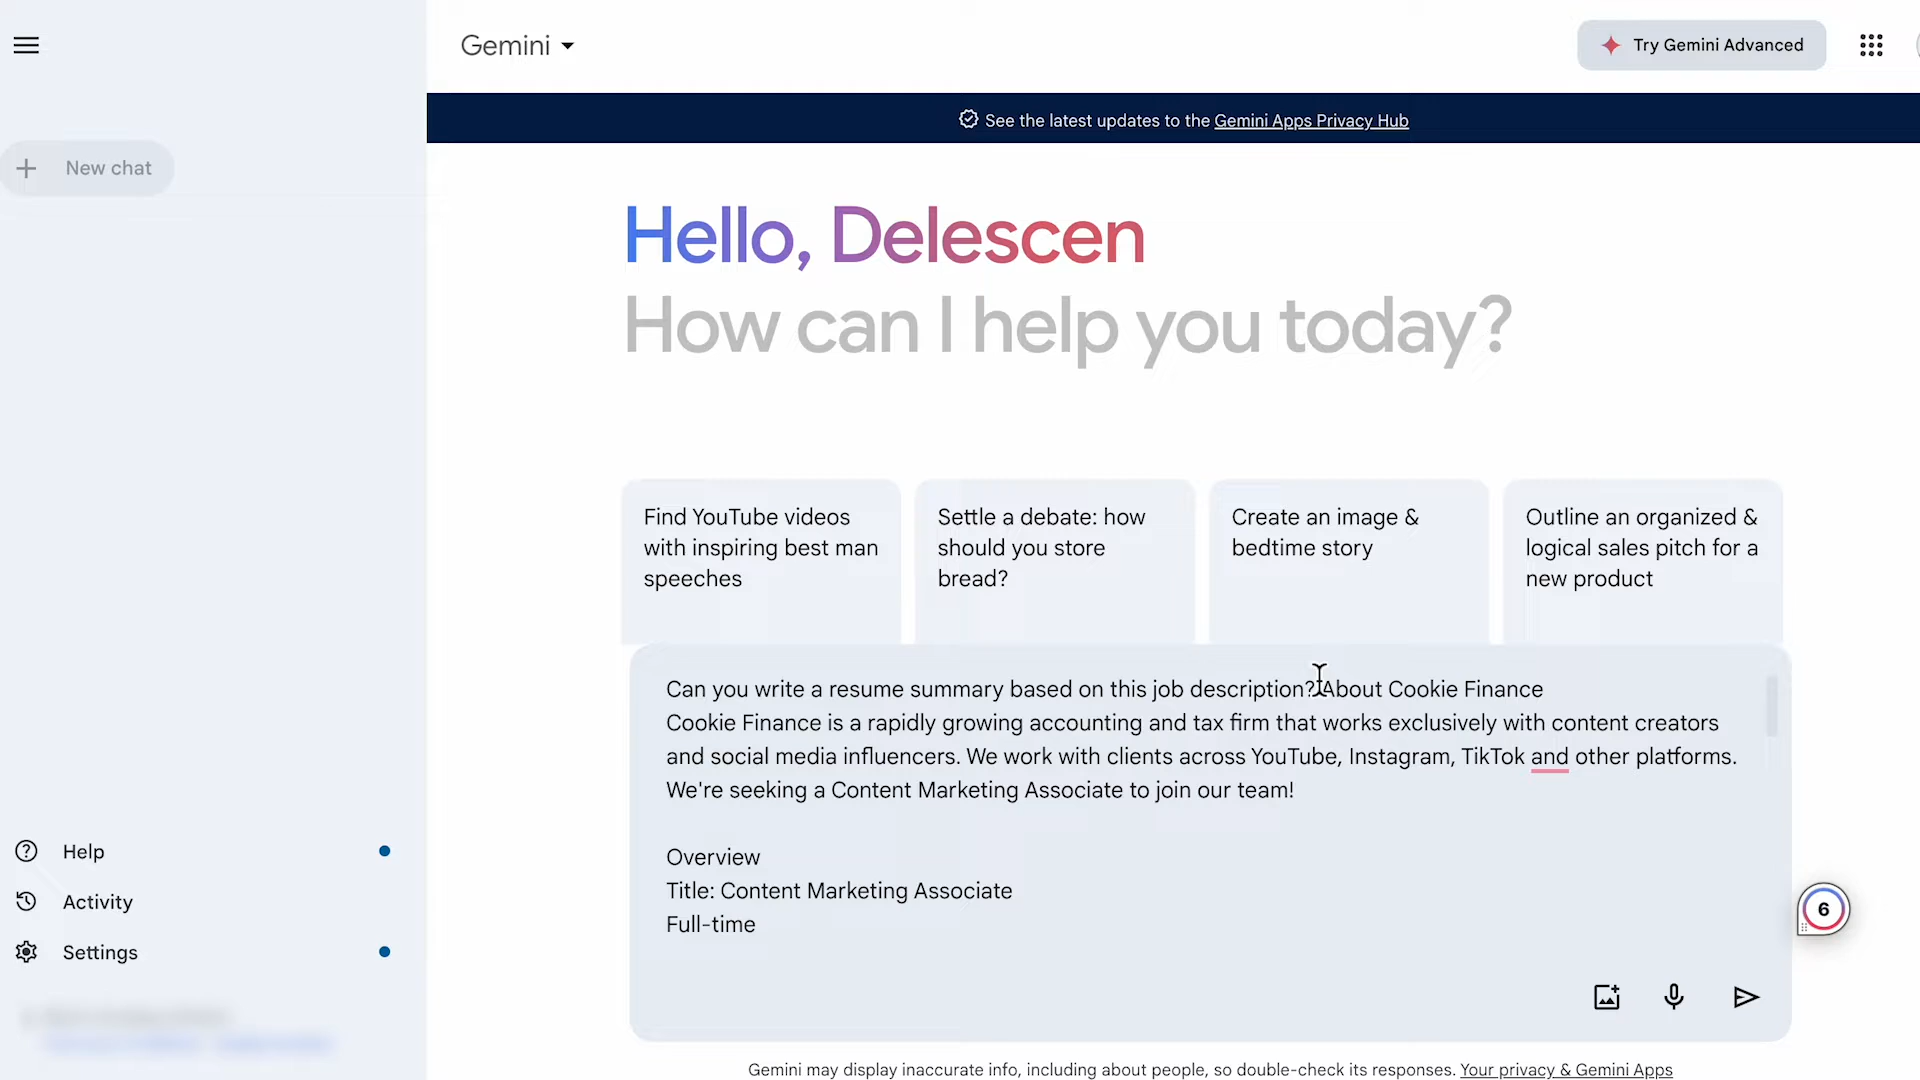 Gemini
Try Gemini Advanced
See the latest updates to the Gemini Apps Privacy Hub
New chat
Hello, Delescen
How can I help you today?
Find YouTube videos
with inspiring best man
speeches
Settle a debate: how
should you store
bread?
Create an image &
bedtime story
Outline an organized &
logical sales pitch for a
new product
Can you write a resume summary based on this job description? About Cookie Finance
Cookie Finance is a rapidly growing accounting and tax firm that works exclusively with content creators
and social media influencers. We work with clients across YouTube, Instagram, TikTok and other platforms.
We're seeking a Content Marketing Associate to join our team!
Overview
Title: Content Marketing Associate
Full-time
6
Help
Activity
Settings
Gemini may display inaccurate info, including about people, so double-check its responses. Your privacy & Gemini Apps